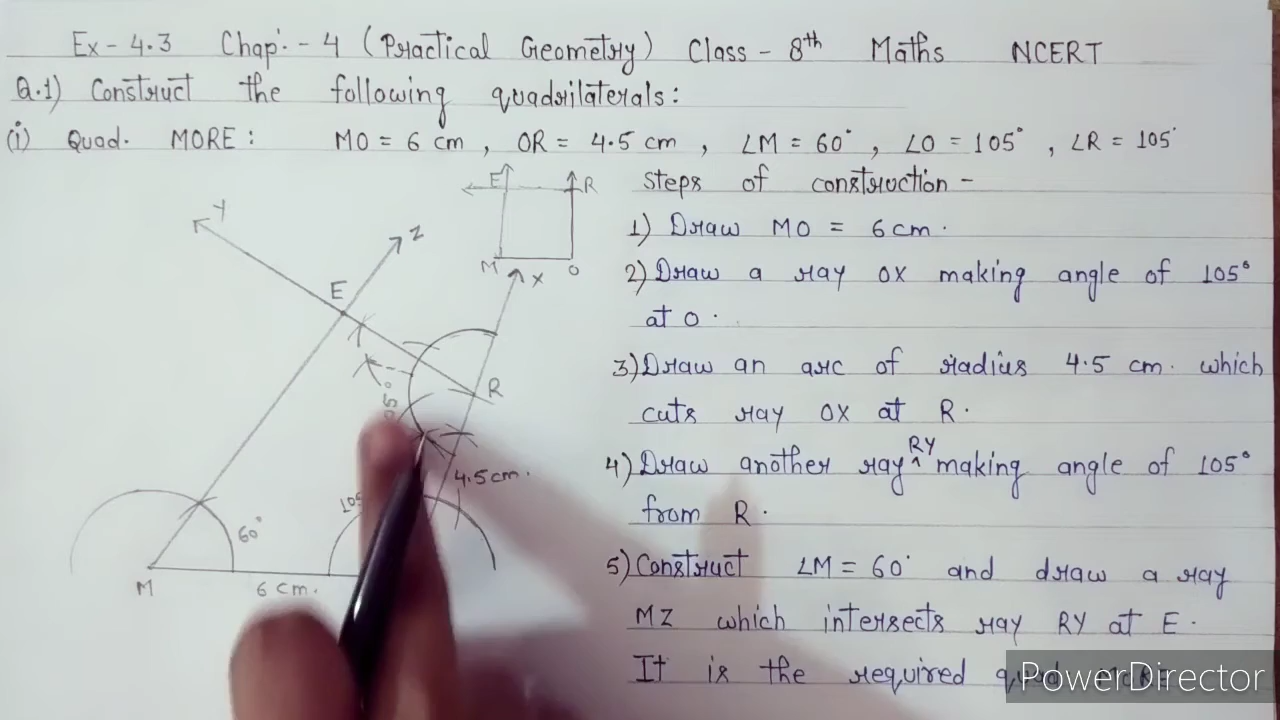 Ex - 4.3 Chap. - 4 (Practical Geometry) Class - 8th Maths NCERT
Q.1) Construct the following quadrilaterals:
(i) Quad. MORE: MO = 6 cm, OR = 4.5 cm, ∠M = 60°, ∠O = 105°, ∠R = 105°
E R
M O
Y
Z
X
E
R
4.5 cm.
60°
M
6 cm.
Steps of construction -
1) Draw MO = 6 cm.
2) Draw a ray OX making angle of 105°
at O.
3) Draw an arc of radius 4.5 cm. which
cuts ray OX at R.
4) Draw another ray ^RY making angle of 105°
from R.
5) Construct ∠M = 60° and draw a ray
MZ which intersects ray RY at E.
It is the required quad. MORE
PowerDirector